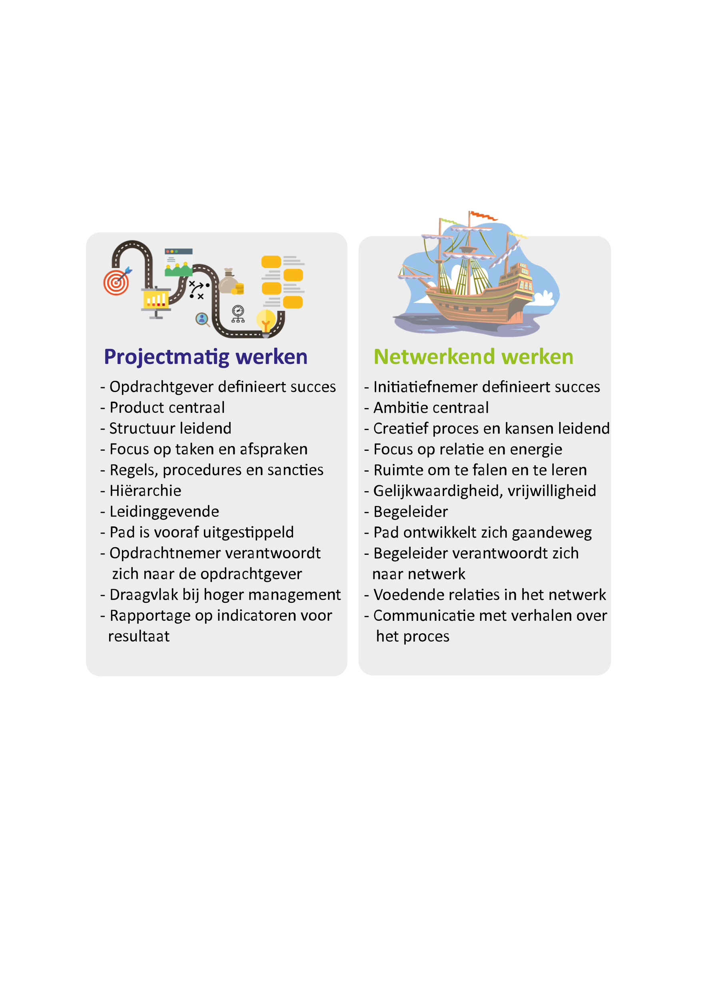 Projectmatig werken
- Opdrachtgever definieert succes
- Product centraal
- Structuur leidend
- Focus op taken en afspraken
- Regels, procedures en sancties
- Hiërarchie
- Leidinggevende
- Pad is vooraf uitgestippeld
- Opdrachtnemer verantwoordt
zich naar de opdrachtgever
- Draagvlak bij hoger management
- Rapportage op indicatoren voor
resultaat
Netwerkend werken
- Initiatiefnemer definieert succes
- Ambitie centraal
- Creatief proces en kansen leidend
- Focus op relatie en energie
- Ruimte om te falen en te leren
- Gelijkwaardigheid, vrijwilligheid
- Begeleider
- Pad ontwikkelt zich gaandeweg
- Begeleider verantwoordt zich
naar netwerk
- Voedende relaties in het netwerk
- Communicatie met verhalen over
het proces